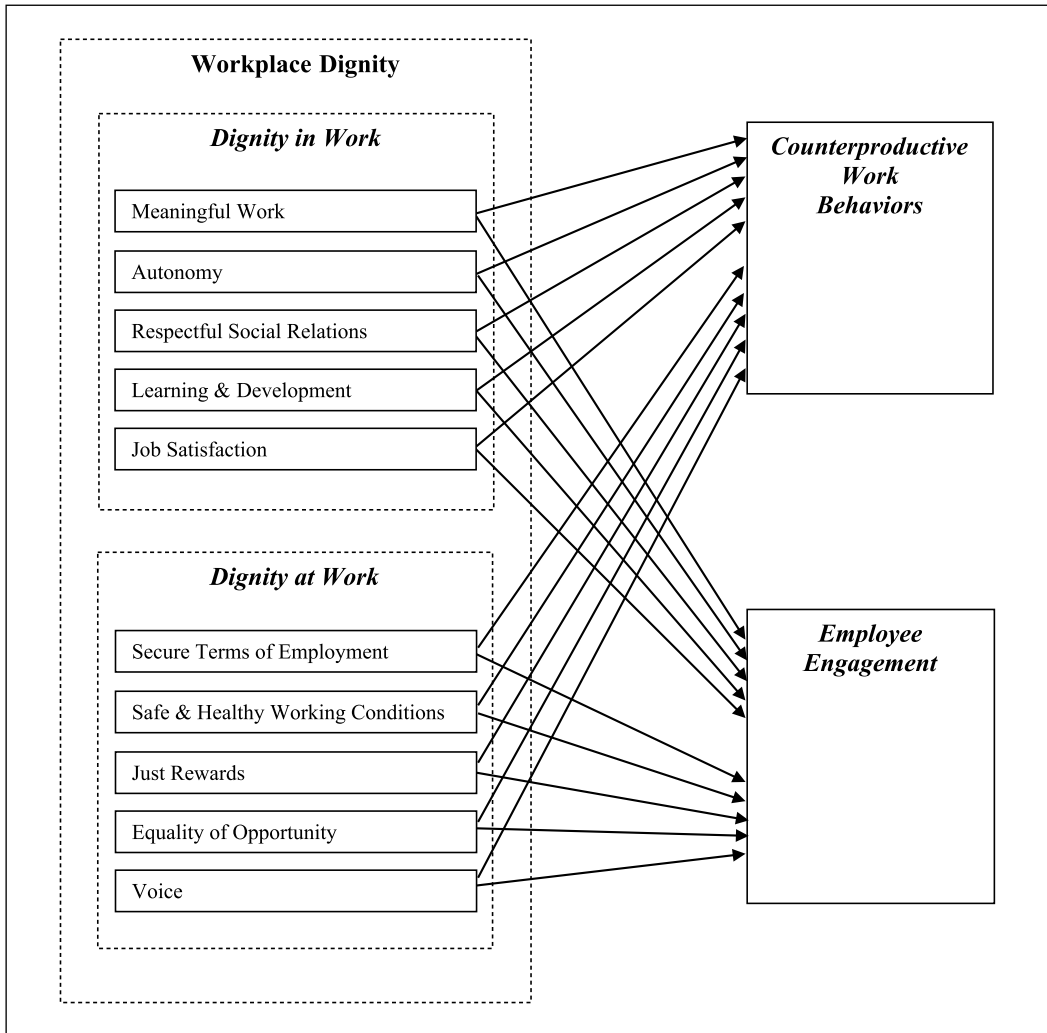 Workplace Dignity
Dignity in Work
Meaningful Work
Autonomy
Respectful Social Relations
Learning & Development
Job Satisfaction
Dignity at Work
Secure Terms of Employment
Safe & Healthy Working Conditions
Just Rewards
Equality of Opportunity
Voice
Counterproductive
Work
Behaviors
Employee
Engagement